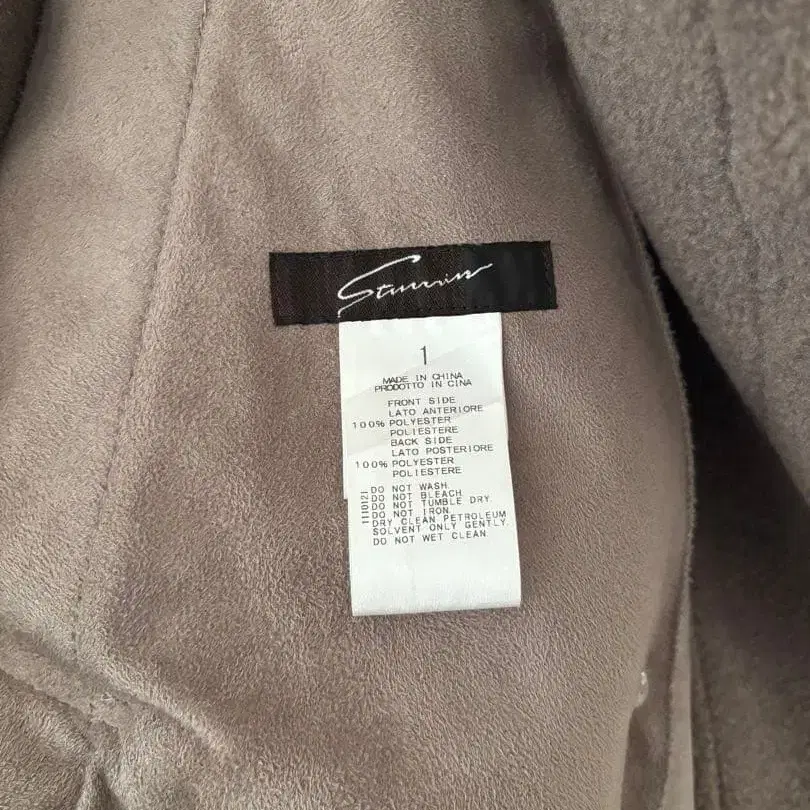 1
MADE IN CHINA
PRODOTTO IN CINA
FRONT SIDE
LATO ANTERIORE
100% POLYESTER
POLIESTERE
BACK SIDE
LATO POSTERIORE
100% POLYESTER
POLIESTERE
1110121
DO NOT WASH.
DO NOT BLEACH.
DO NOT TUMBLE DRY.
DO NOT IRON.
DRY CLEAN PETROLEUM
SOLVENT ONLY GENTLY.
DO NOT WET CLEAN.